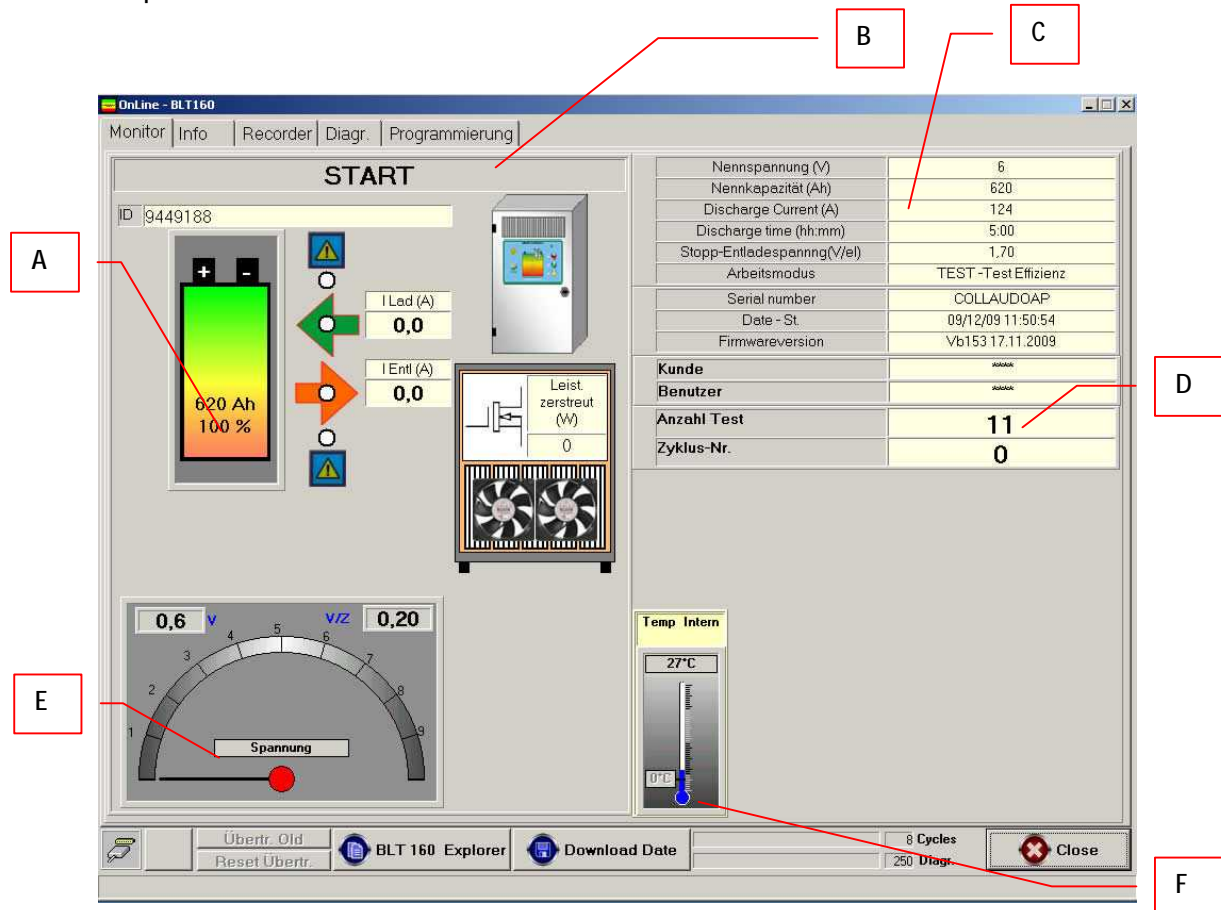 B
C
OnLine - BLT160
Monitor Info Recorder Diagr. Programmierung
START
ID 9449188
A
+ -
620 Ah
100 %
I Lad (A)
0,0
I Entl (A)
0,0
Leist.
zerstreut
(W)
0
Nennspannung (V) 6
Nennkapazität (Ah) 620
Discharge Current (A) 124
Discharge time (hh:mm) 5:00
Stopp-Entladespannng(V/el) 1,70
Arbeitsmodus TEST -Test Effizienz
Serial number COLLAUDOAP
Date - St. 09/12/09 11:50:54
Firmwareversion Vb153 17.11.2009
Kunde ****
Benutzer ****
Anzahl Test 11
Zyklus-Nr. 0
D
0,6 V V/Z 0,20
1 2 3 4 5 6 7 8 9
Spannung
E
Temp Intern
27°C
0°C
Übertr. Old
Reset Übertr.
BLT 160 Explorer
Download Date
8 Cycles
250 Diagr.
Close
F